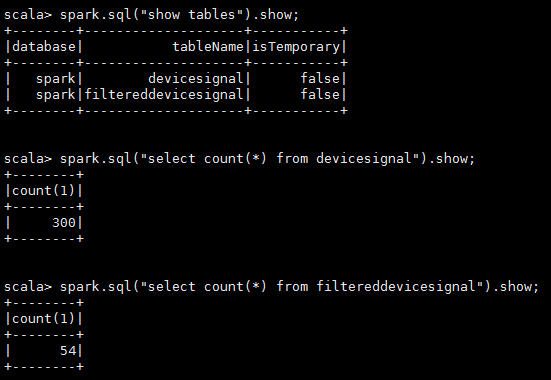 scala> spark.sql("show tables").show;
+--------+--------------------+-----------+
|database|           tableName|isTemporary|
+--------+--------------------+-----------+
|   spark|        devicesignal|      false|
|   spark|filtereddevicesignal|      false|
+--------+--------------------+-----------+
scala> spark.sql("select count(*) from devicesignal").show;
+--------+
|count(1)|
+--------+
|     300|
+--------+
scala> spark.sql("select count(*) from filtereddevicesignal").show;
+--------+
|count(1)|
+--------+
|      54|
+--------+